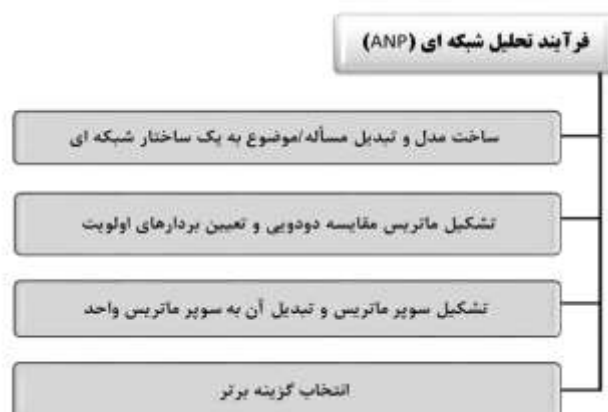 فرآیند تحلیل شبکه ای (ANP)
ساخت مدل و تبدیل مسأله/موضوع به یک ساختار شبکه ای
تشکیل ماتریس مقایسه دودویی و تعیین بردارهای اولویت
تشکیل سوپر ماتریس و تبدیل آن به سوپر ماتریس واحد
انتخاب گزینه برتر